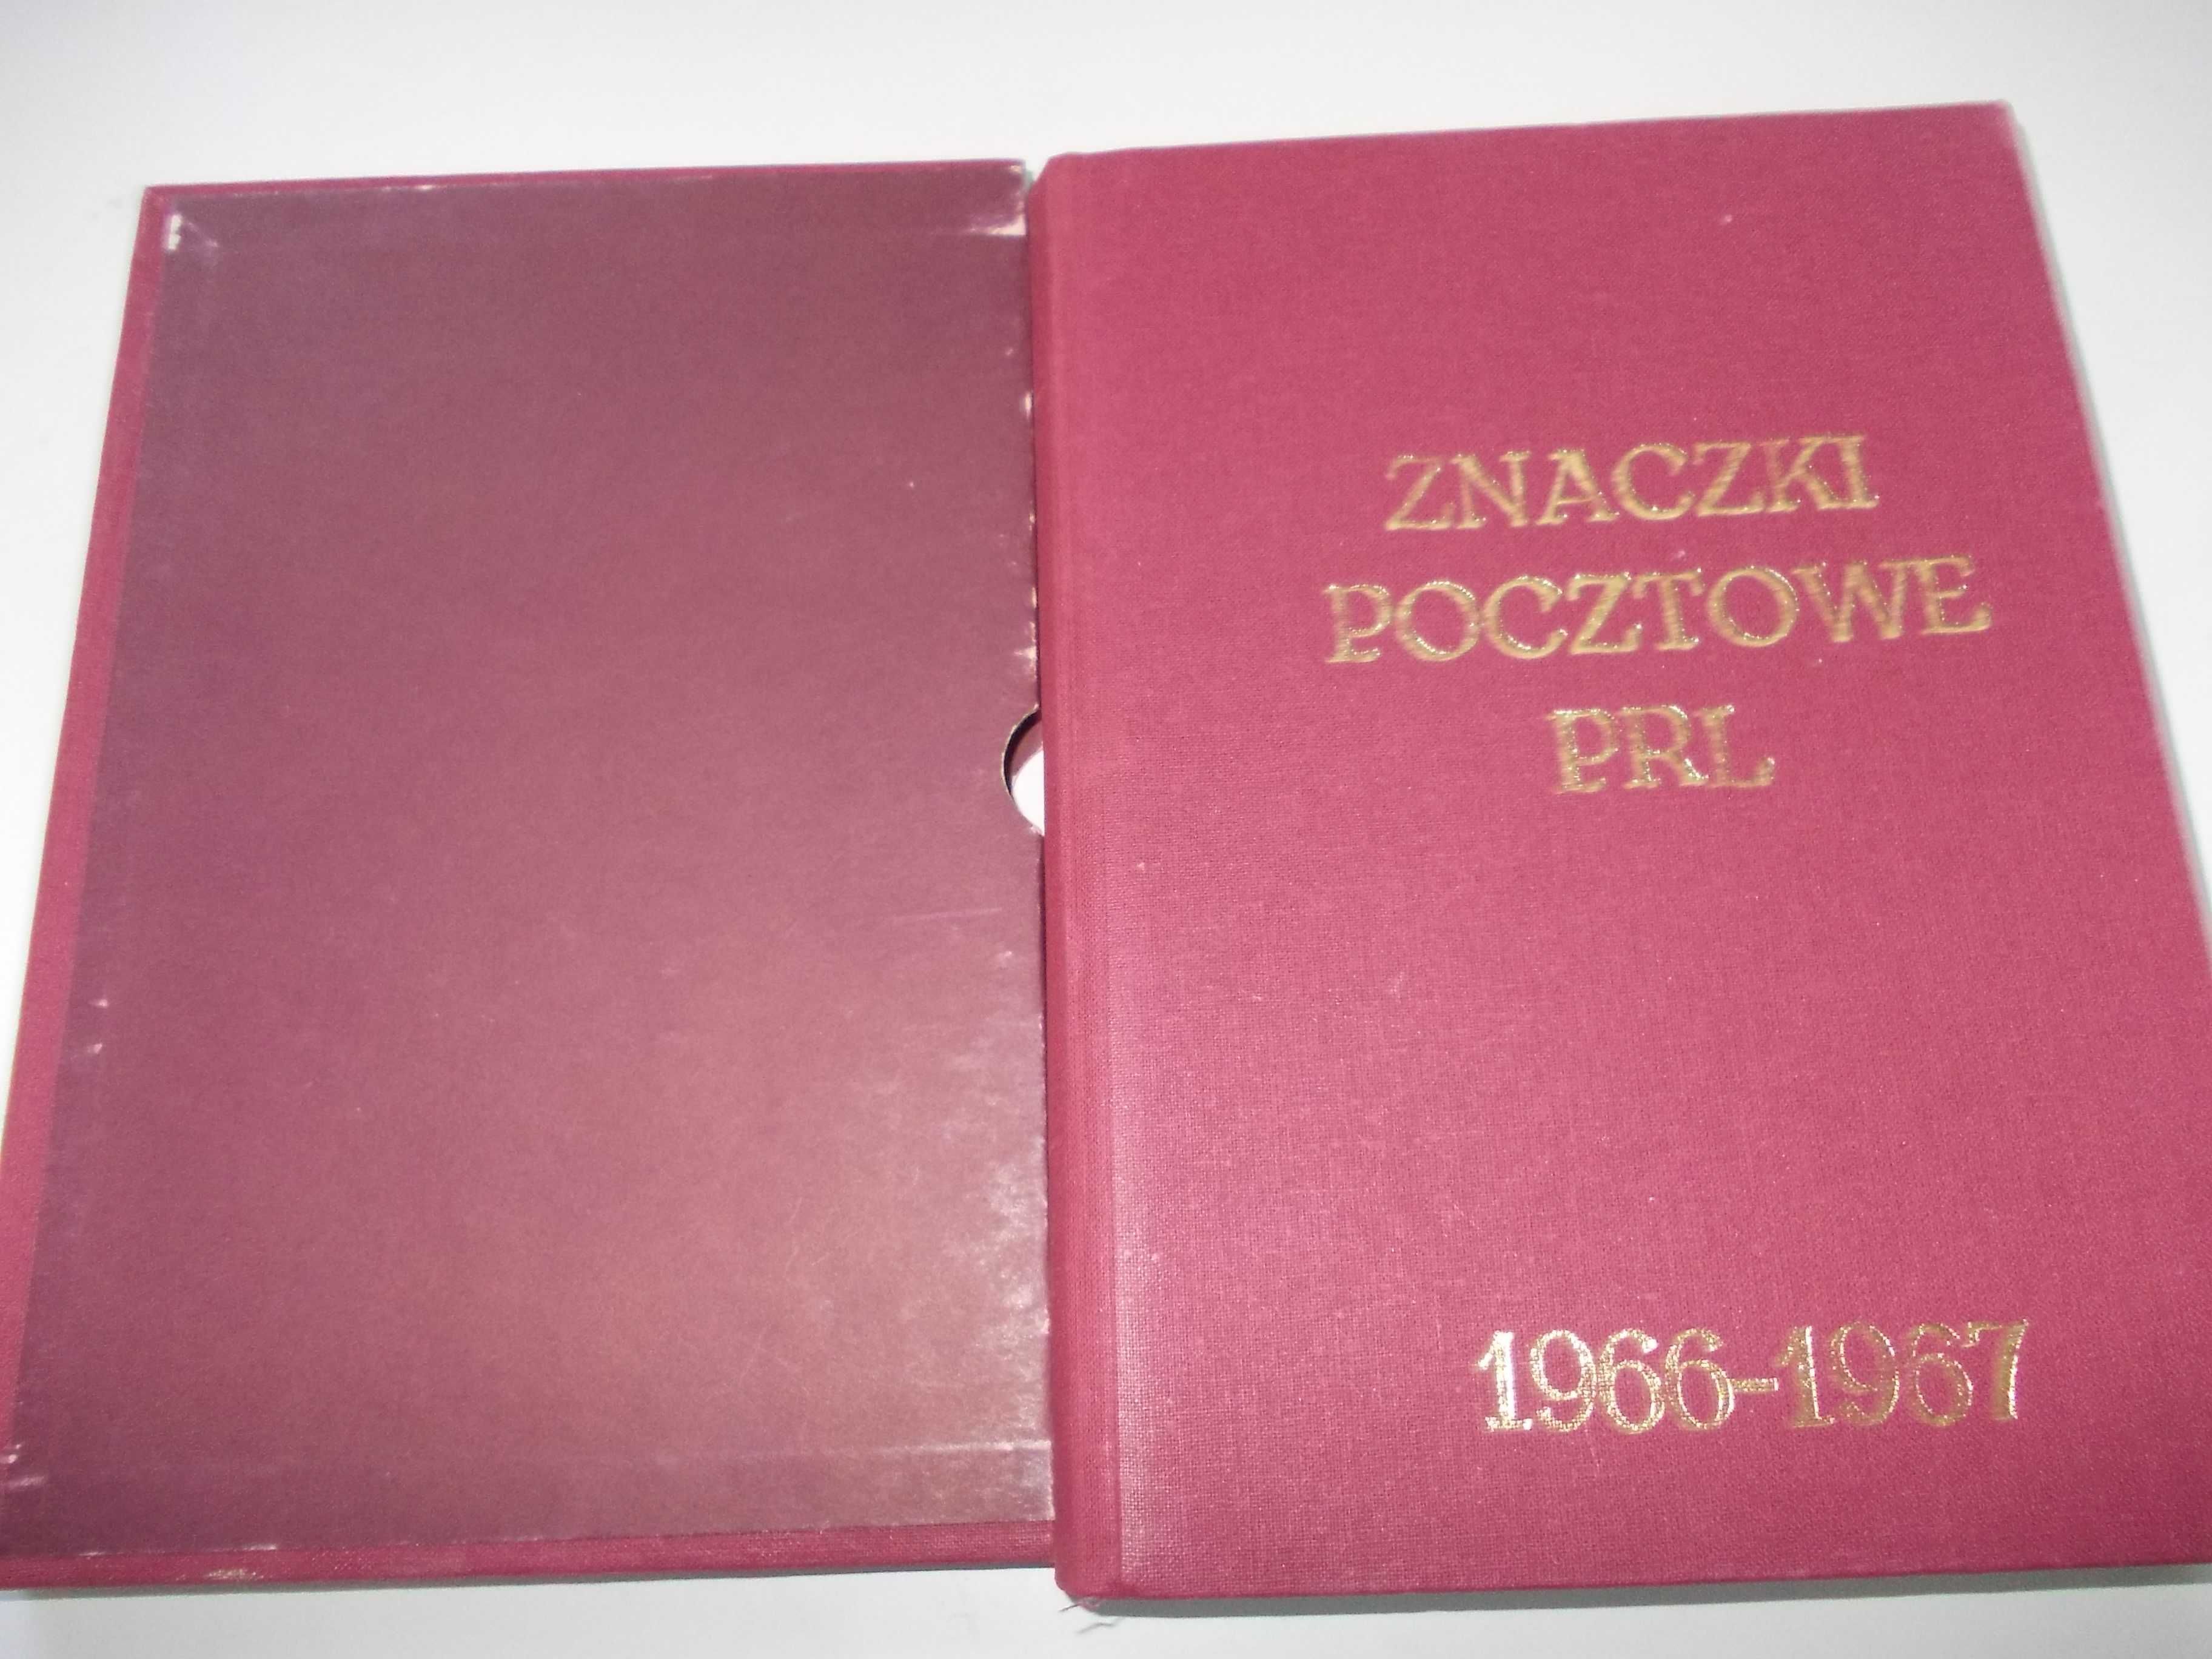 ZNACZKI
POCZTOWE
PRL
1966-1967